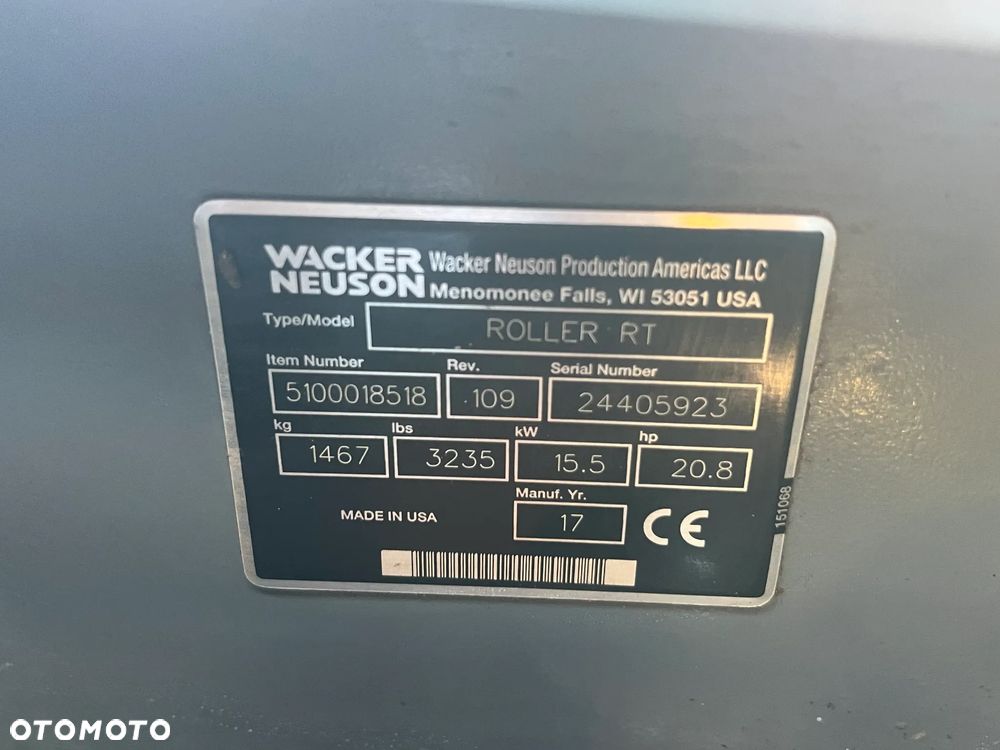 WACKER NEUSON
Wacker Neuson Production Americas LLC
Menomonee Falls, WI 53051 USA
Type/Model ROLLER RT
Item Number Rev. Serial Number
5100018518 109 24405923
kg lbs kW hp
1467 3235 15.5 20.8
Manuf. Yr.
MADE IN USA 17 CE
151068
OTOMOTO